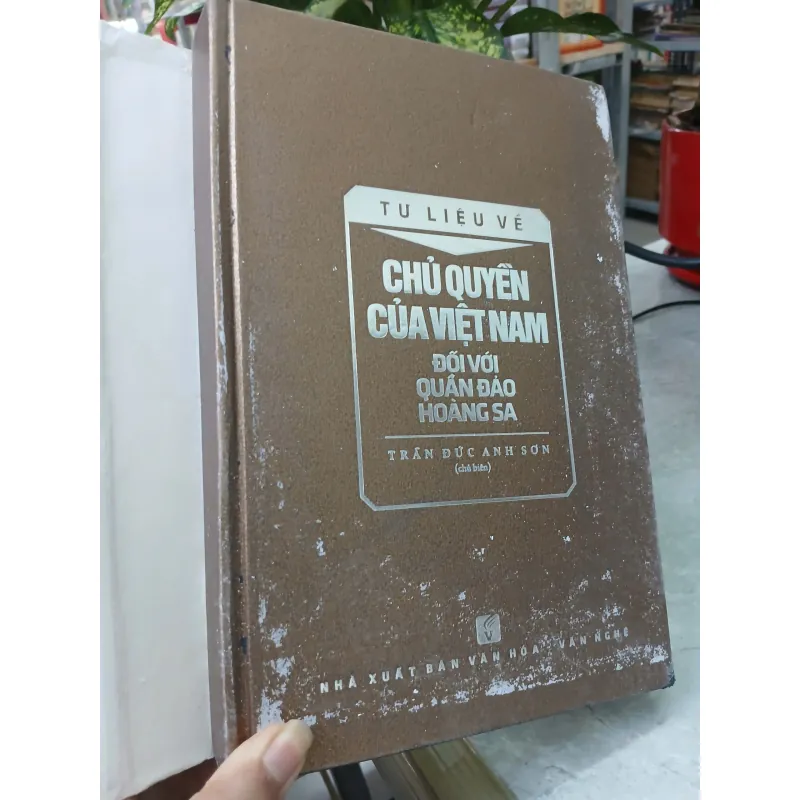 TƯ LIỆU VỀ
CHỦ QUYỀN
CỦA VIỆT NAM
ĐỐI VỚI
QUẦN ĐẢO
HOÀNG SA
TRẦN ĐỨC ANH SƠN
(chủ biên)
V
NHÀ XUẤT BẢN VĂN HÓA - VĂN NGHỆ